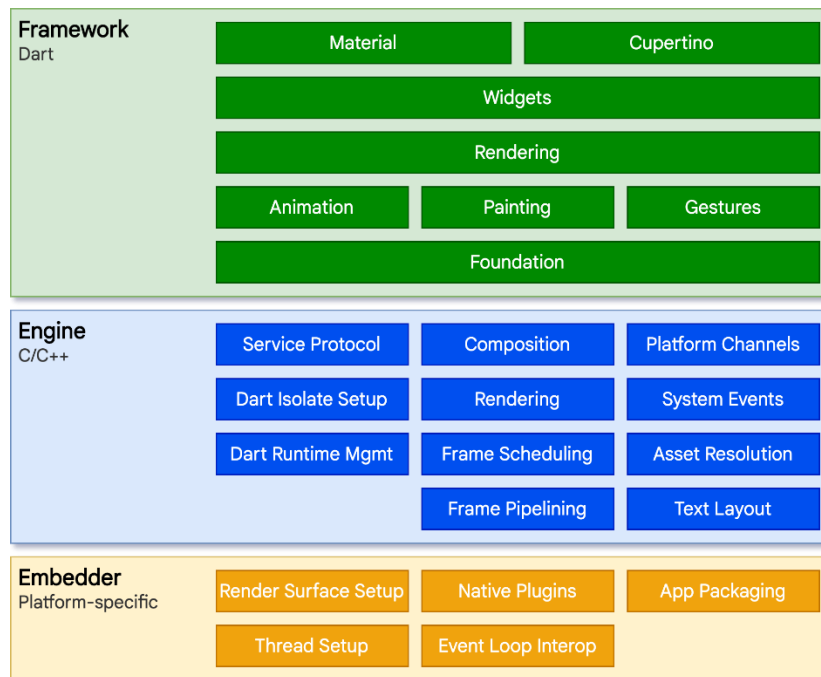 Framework
Dart
Material
Cupertino
Widgets
Rendering
Animation
Painting
Gestures
Foundation
Engine
C/C++
Service Protocol
Composition
Platform Channels
Dart Isolate Setup
Rendering
System Events
Dart Runtime Mgmt
Frame Scheduling
Asset Resolution
Frame Pipelining
Text Layout
Embedder
Platform-specific
Render Surface Setup
Native Plugins
App Packaging
Thread Setup
Event Loop Interop